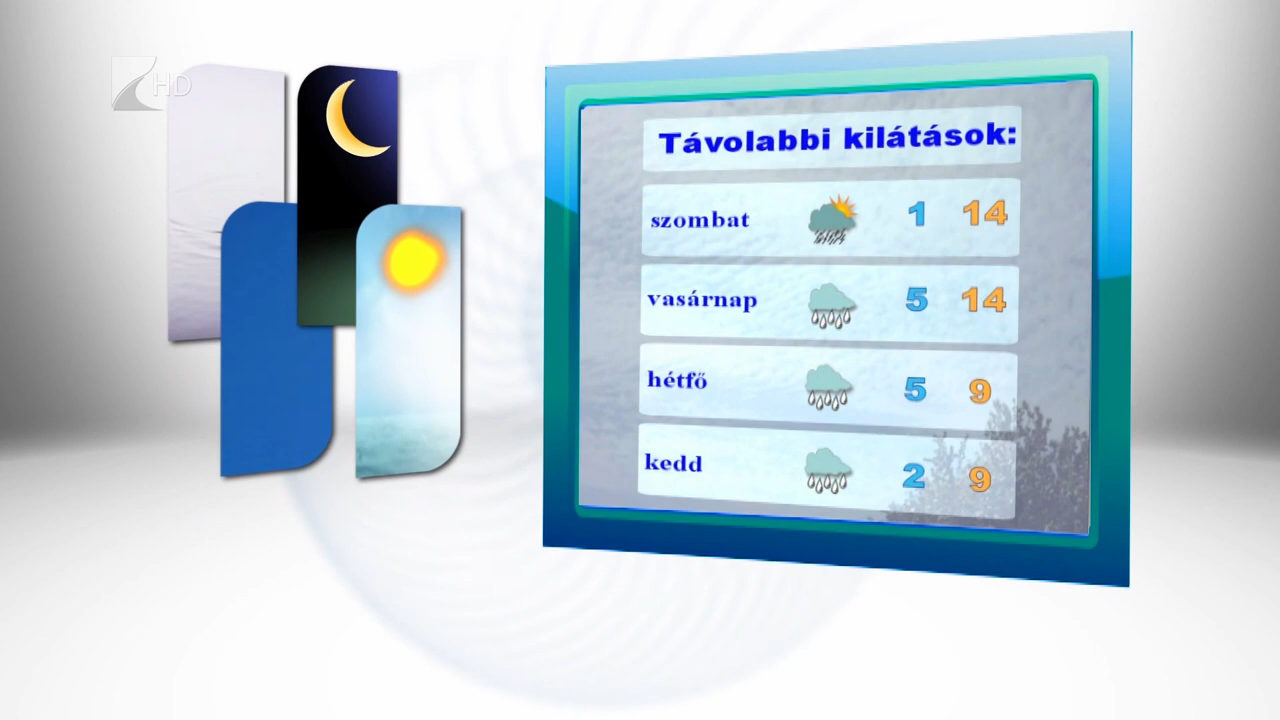 HD
Távolabbi kilátások:
szombat 1 14
vasárnap 5 14
hétfő 5 9
kedd 2 9